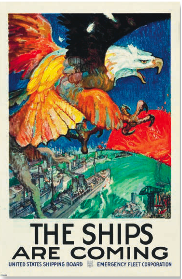 THE SHIPS
ARE COMING
UNITED STATES SHIPPING BOARD EMERGENCY FLEET CORPORATION